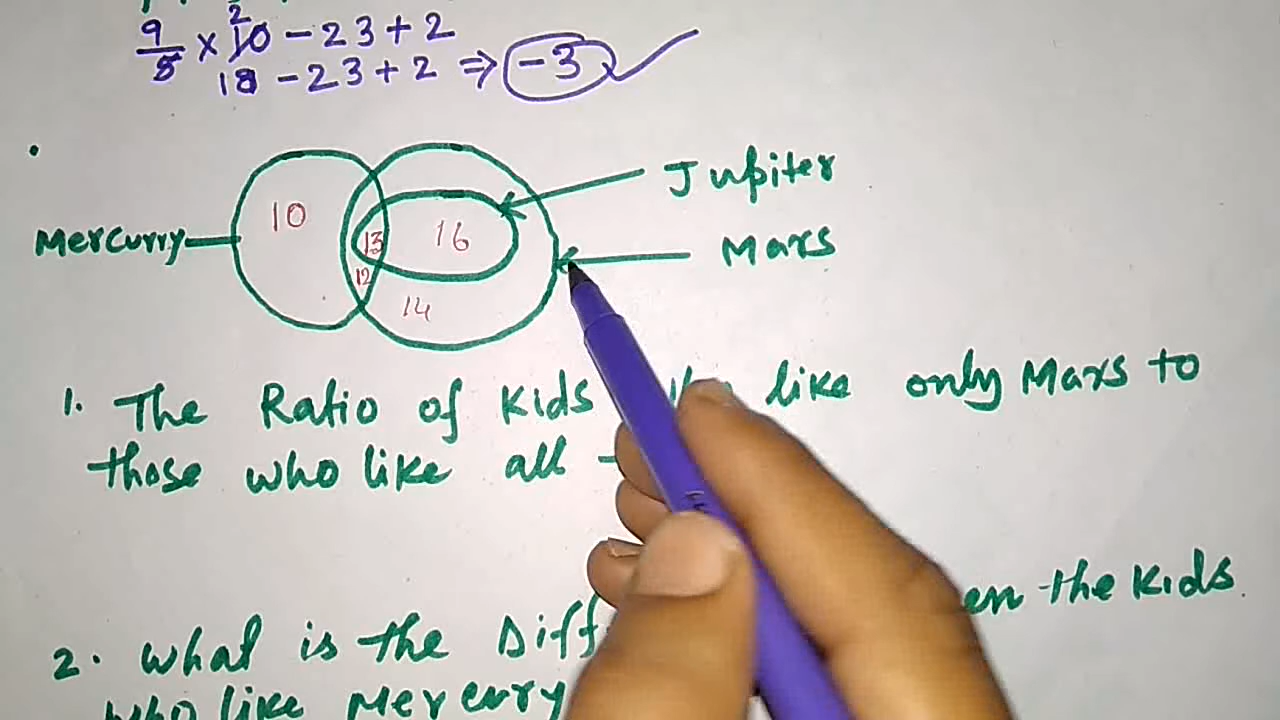 9/5 × 10 2 - 23 + 2
18 - 23 + 2 ⇒ -3
Jupiter
10
Mercurry
13
16
Mars
12
14
1. The Ratio of Kids like only Mars to
those who like all
2. What is the the Kids.
who like Mercury